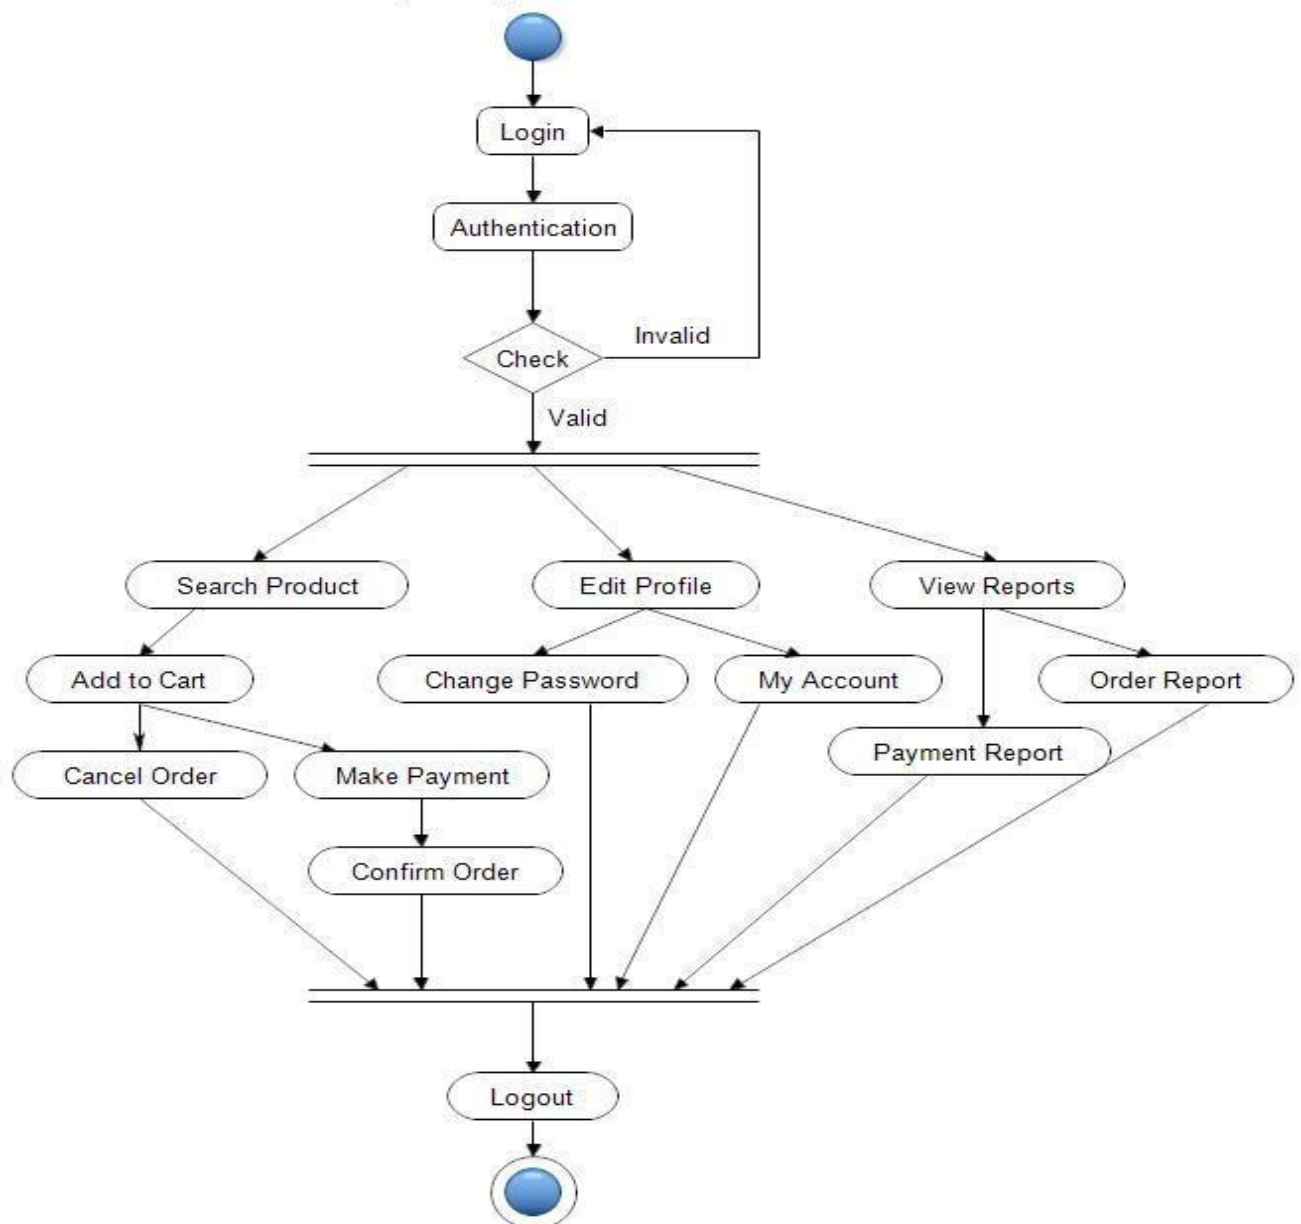 Login
Authentication
Invalid
Check
Valid
Search Product
Edit Profile
View Reports
Add to Cart
Change Password
My Account
Order Report
Payment Report
Cancel Order
Make Payment
Confirm Order
Logout